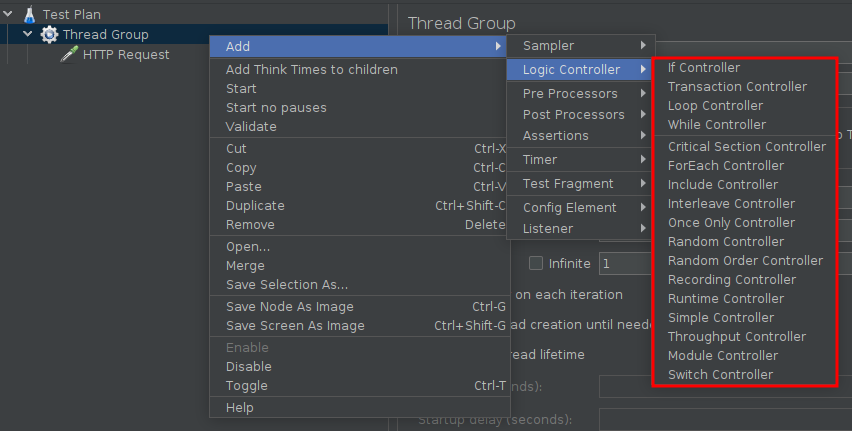 Test Plan
Thread Group
HTTP Request
Thread Group
Add
Add Think Times to children
Start
Start no pauses
Validate
Cut Ctrl-X
Copy Ctrl-C
Paste Ctrl-V
Duplicate Ctrl+Shift-C
Remove Delete
Open...
Merge
Save Selection As...
Save Node As Image Ctrl-G
Save Screen As Image Ctrl+Shift-G
Enable
Disable
Toggle Ctrl-T
Help
Sampler
Logic Controller
Pre Processors
Post Processors
Assertions
Timer
Test Fragment
Config Element
Listener
If Controller
Transaction Controller
Loop Controller
While Controller
Critical Section Controller
ForEach Controller
Include Controller
Interleave Controller
Once Only Controller
Random Controller
Random Order Controller
Recording Controller
Runtime Controller
Simple Controller
Throughput Controller
Module Controller
Switch Controller
Infinite 1
on each iteration
ad creation until neede
read lifetime
nds):
Startup delay (seconds):